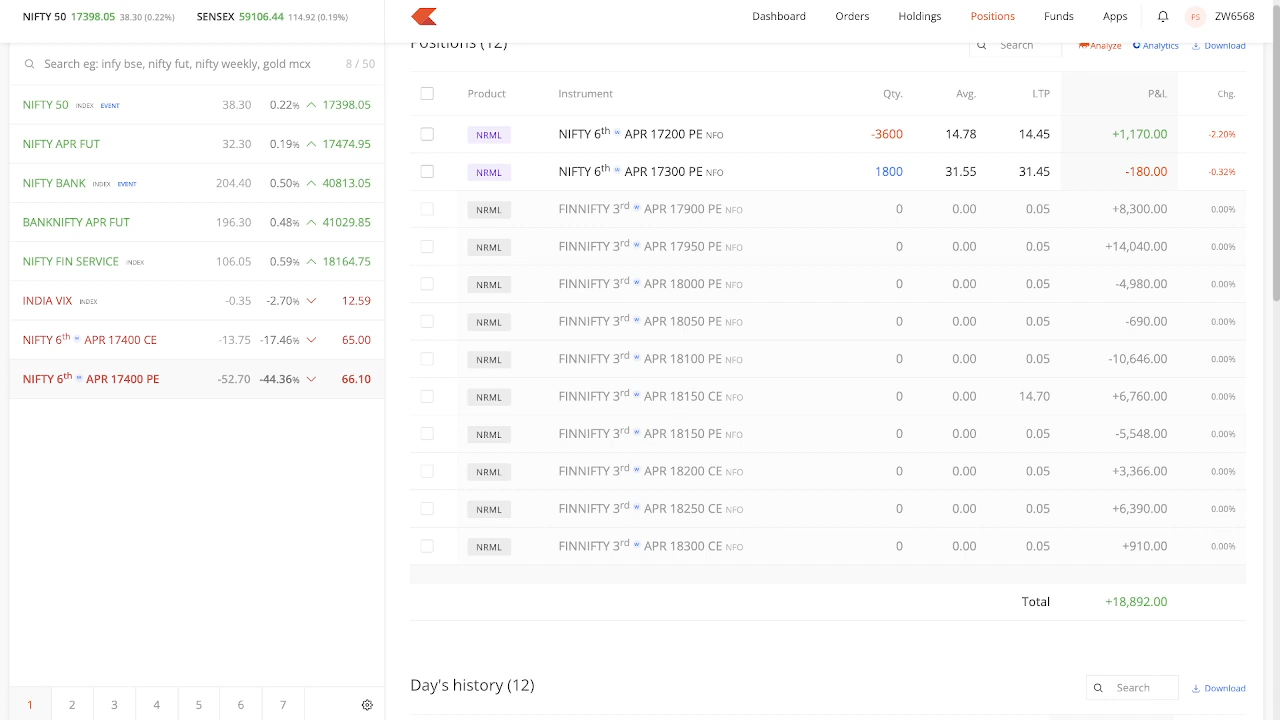 NIFTY 50 17398.05 38.30 (0.22%) SENSEX 59106.44 114.92 (0.19%)
Dashboard Orders Holdings Positions Funds Apps PS ZW6568
Search eg: infy bse, nifty fut, nifty weekly, gold mcx 8 / 50
NIFTY 50 INDEX EVENT 38.30 0.22% 17398.05
NIFTY APR FUT 32.30 0.19% 17474.95
NIFTY BANK INDEX EVENT 204.40 0.50% 40813.05
BANKNIFTY APR FUT 196.30 0.48% 41029.85
NIFTY FIN SERVICE INDEX 106.05 0.59% 18164.75
INDIA VIX INDEX -0.35 -2.70% 12.59
NIFTY 6th w APR 17400 CE -13.75 -17.46% 65.00
NIFTY 6th w APR 17400 PE -52.70 -44.36% 66.10
1 2 3 4 5 6 7
Positions (12) Search Analyze Analytics Download
Product Instrument Qty. Avg. LTP P&L Chg.
NRML NIFTY 6th w APR 17200 PE NFO -3600 14.78 14.45 +1,170.00 -2.20%
NRML NIFTY 6th w APR 17300 PE NFO 1800 31.55 31.45 -180.00 -0.32%
NRML FINNIFTY 3rd w APR 17900 PE NFO 0 0.00 0.05 +8,300.00 0.00%
NRML FINNIFTY 3rd w APR 17950 PE NFO 0 0.00 0.05 +14,040.00 0.00%
NRML FINNIFTY 3rd w APR 18000 PE NFO 0 0.00 0.05 -4,980.00 0.00%
NRML FINNIFTY 3rd w APR 18050 PE NFO 0 0.00 0.05 -690.00 0.00%
NRML FINNIFTY 3rd w APR 18100 PE NFO 0 0.00 0.05 -10,646.00 0.00%
NRML FINNIFTY 3rd w APR 18150 CE NFO 0 0.00 14.70 +6,760.00 0.00%
NRML FINNIFTY 3rd w APR 18150 PE NFO 0 0.00 0.05 -5,548.00 0.00%
NRML FINNIFTY 3rd w APR 18200 CE NFO 0 0.00 0.05 +3,366.00 0.00%
NRML FINNIFTY 3rd w APR 18250 CE NFO 0 0.00 0.05 +6,390.00 0.00%
NRML FINNIFTY 3rd w APR 18300 CE NFO 0 0.00 0.05 +910.00 0.00%
Total +18,892.00
Day's history (12) Search Download